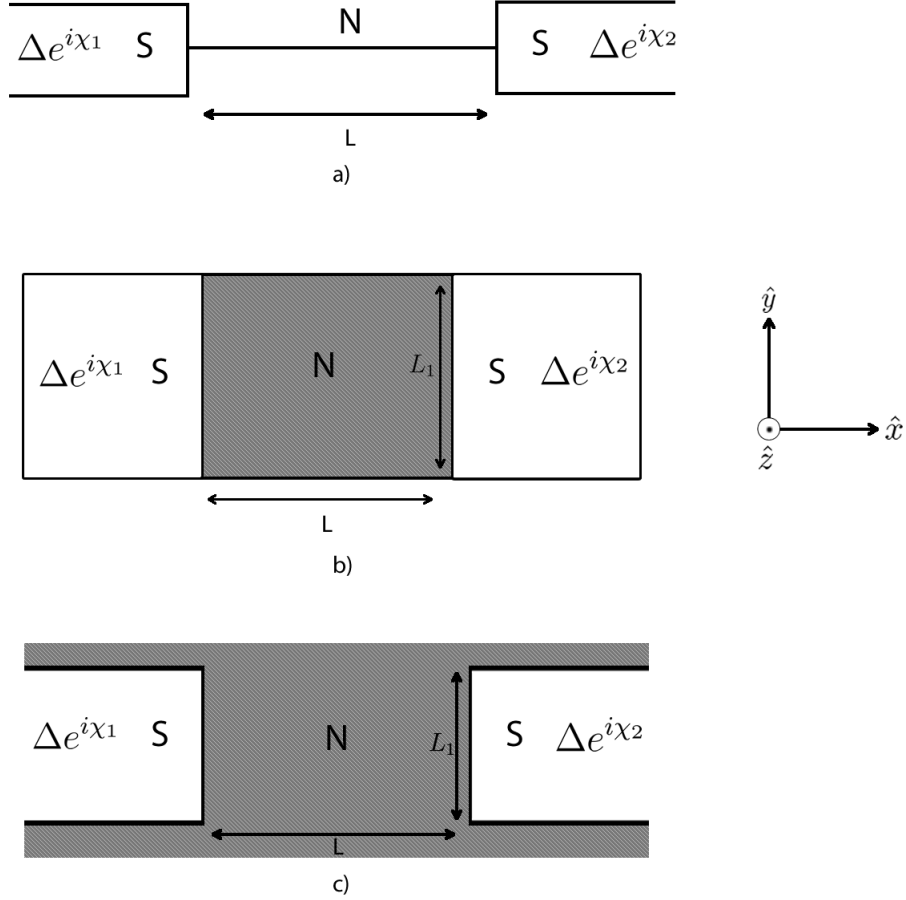 N
Δe^{iχ₁} S S Δe^{iχ₂}
L
a)
Δe^{iχ₁} S N L₁ S Δe^{iχ₂}
L
b)
ŷ
x̂
ẑ
Δe^{iχ₁} S N L₁ S Δe^{iχ₂}
L
c)